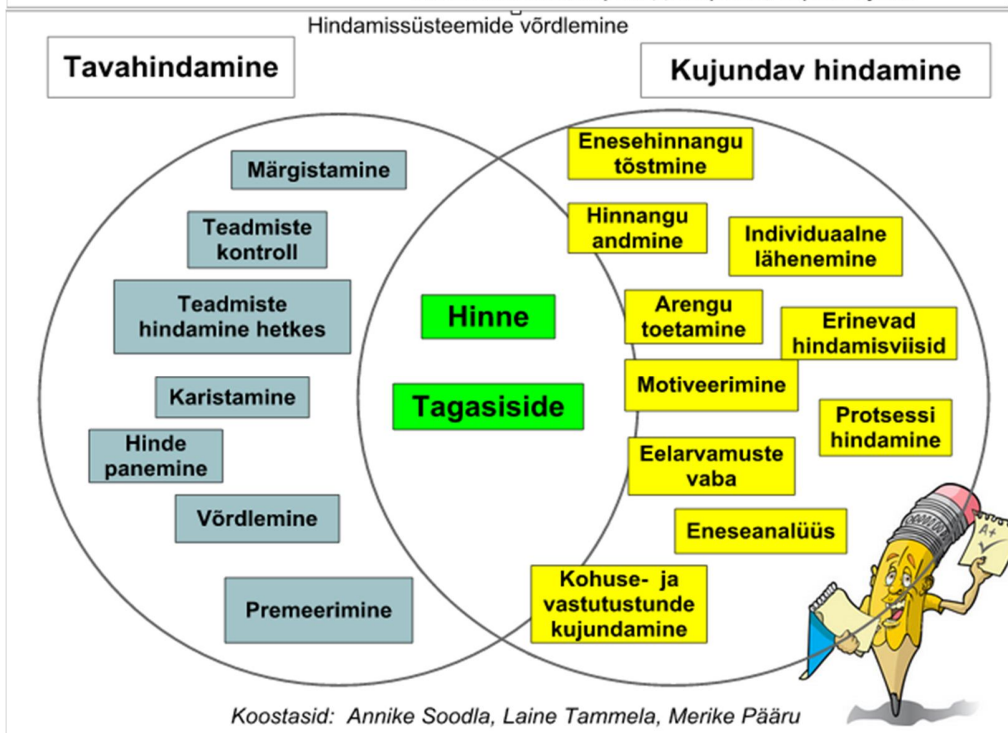 Hindamissüsteemide võrdlemine
Tavahindamine
Kujundav hindamine
Märgistamine
Teadmiste
kontroll
Teadmiste
hindamine hetkes
Karistamine
Hinde
panemine
Võrdlemine
Premeerimine
Hinne
Tagasiside
Enesehinnangu
tõstmine
Hinnangu
andmine
Individuaalne
lähenemine
Arengu
toetamine
Erinevad
hindamisviisid
Motiveerimine
Protsessi
hindamine
Eelarvamuste
vaba
Eneseanalüüs
Kohuse- ja
vastutustunde
kujundamine
A+
Koostasid: Annike Soodla, Laine Tammela, Merike Pääru